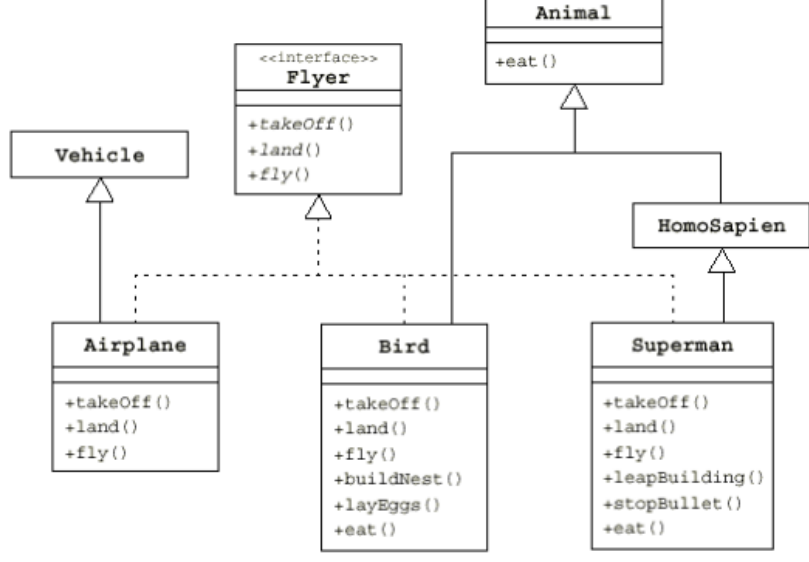 Animal
+eat()
<<interface>>
Flyer
+takeOff()
+land()
+fly()
Vehicle
HomoSapien
Airplane
+takeOff()
+land()
+fly()
Bird
+takeOff()
+land()
+fly()
+buildNest()
+layEggs()
+eat()
Superman
+takeOff()
+land()
+fly()
+leapBuilding()
+stopBullet()
+eat()